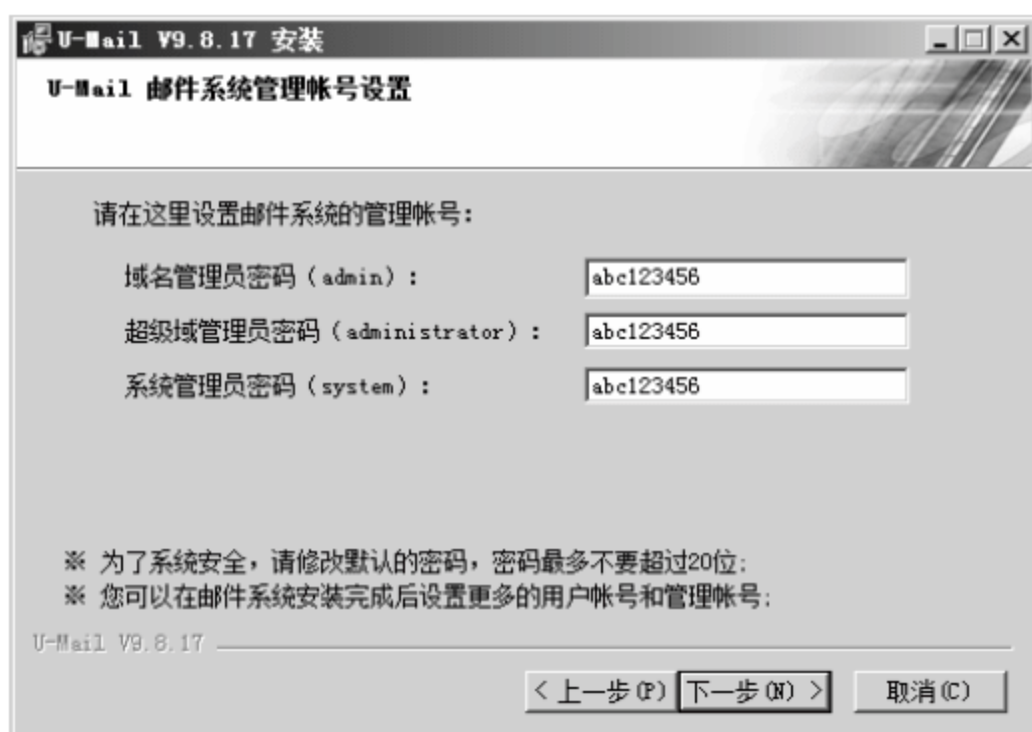 U-Mail V9.8.17 安装
U-Mail 邮件系统管理帐号设置
请在这里设置邮件系统的管理帐号:
域名管理员密码（admin）: abc123456
超级域管理员密码（administrator）: abc123456
系统管理员密码（system）: abc123456
※ 为了系统安全，请修改默认的密码，密码最多不要超过20位;
※ 您可以在邮件系统安装完成后设置更多的用户帐号和管理帐号;
U-Mail V9.8.17
< 上一步(P) 下一步(N) > 取消(C)